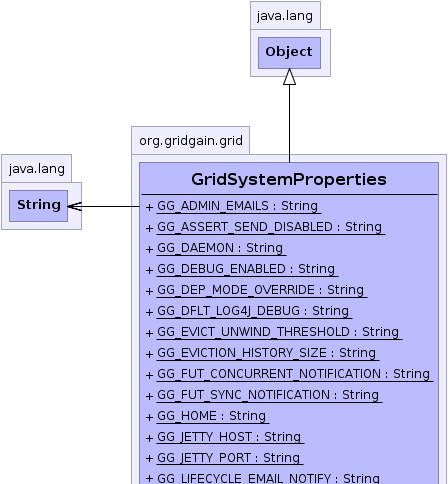 java.lang
Object
org.gridgain.grid
java.lang
String
GridSystemProperties
+ GG_ADMIN_EMAILS : String
+ GG_ASSERT_SEND_DISABLED : String
+ GG_DAEMON : String
+ GG_DEBUG_ENABLED : String
+ GG_DEP_MODE_OVERRIDE : String
+ GG_DFLT_LOG4J_DEBUG : String
+ GG_EVICT_UNWIND_THRESHOLD : String
+ GG_EVICTION_HISTORY_SIZE : String
+ GG_FUT_CONCURRENT_NOTIFICATION : String
+ GG_FUT_SYNC_NOTIFICATION : String
+ GG_HOME : String
+ GG_JETTY_HOST : String
+ GG_JETTY_PORT : String
+ GG_LIFECYCLE_EMAIL_NOTIFY : String